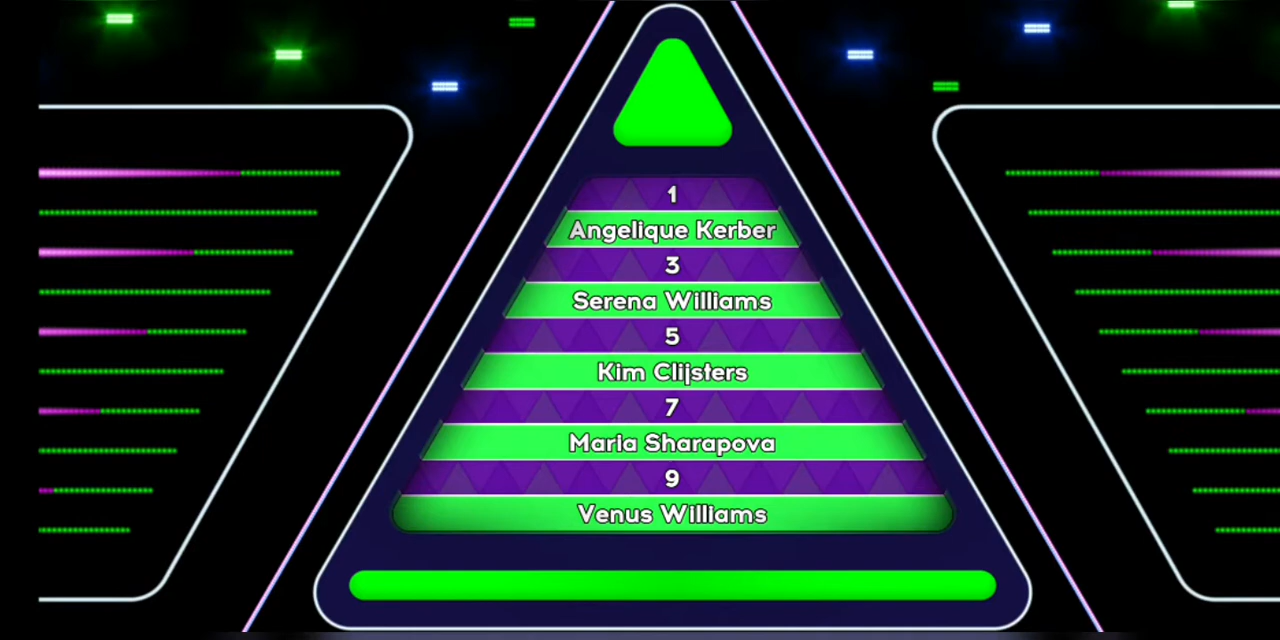 1
Angelique Kerber
3
Serena Williams
5
Kim Clijsters
7
Maria Sharapova
9
Venus Williams